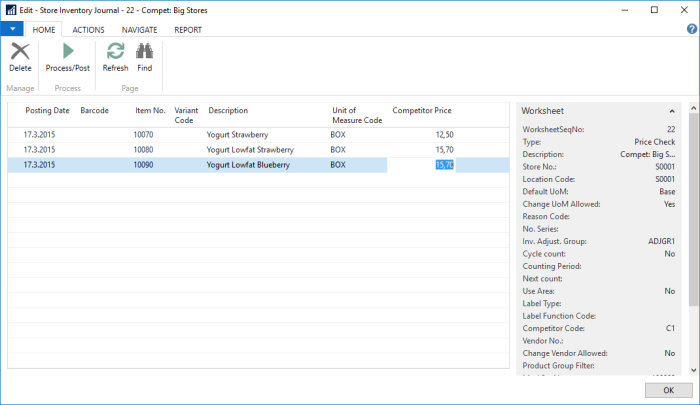 Edit - Store Inventory Journal - 22 - Compet: Big Stores
HOME ACTIONS NAVIGATE REPORT
Delete Process/Post Refresh Find
Manage Process Page
Posting Date Barcode Item No. Variant Code Description Unit of Measure Code Competitor Price
17.3.2015 10070 Yogurt Strawberry BOX 12,50
17.3.2015 10080 Yogurt Lowfat Strawberry BOX 15,70
17.3.2015 10090 Yogurt Lowfat Blueberry BOX 15,70
Worksheet
WorksheetSeqNo: 22
Type: Price Check
Description: Compet: Big S...
Store No.: S0001
Location Code: S0001
Default UoM: Base
Change UoM Allowed: Yes
Reason Code:
No. Series:
Inv. Adjust. Group: ADJGR1
Cycle count: No
Counting Period:
Next count:
Use Area: No
Label Type:
Label Function Code:
Competitor Code: C1
Vendor No.:
Change Vendor Allowed: No
Product Group Filter:
OK